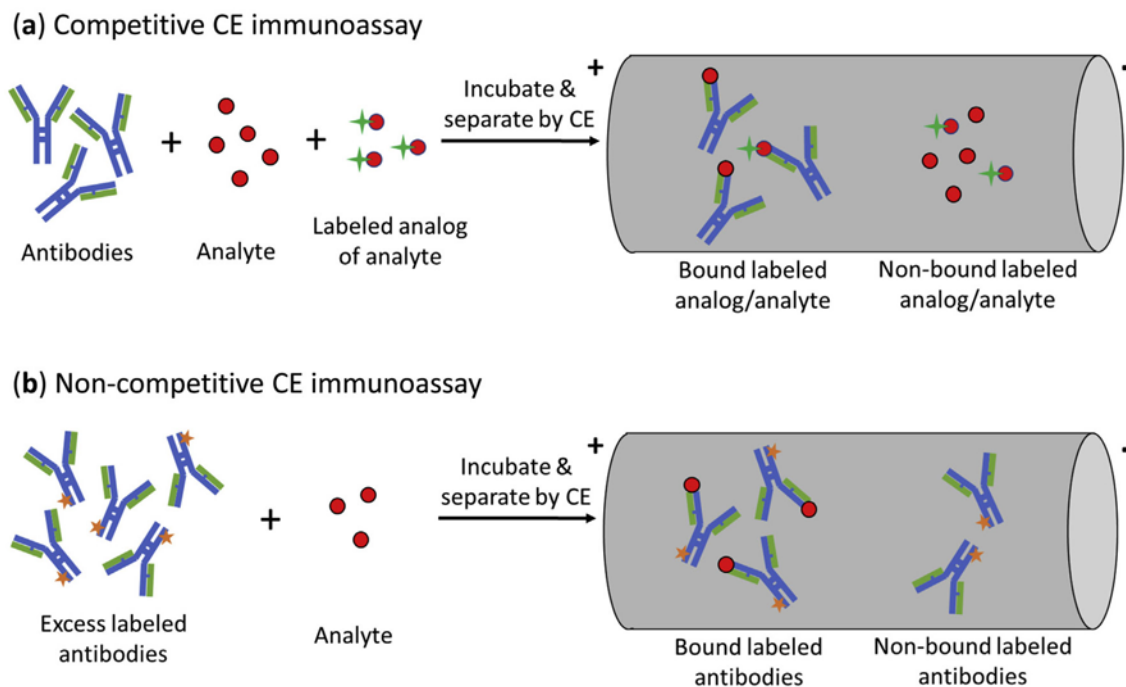 (a) Competitive CE immunoassay
+
+
Incubate &
separate by CE
+
-
Antibodies
Analyte
Labeled analog
of analyte
Bound labeled
analog/analyte
Non-bound labeled
analog/analyte
(b) Non-competitive CE immunoassay
+
Incubate &
separate by CE
+
-
Excess labeled
antibodies
Analyte
Bound labeled
antibodies
Non-bound labeled
antibodies